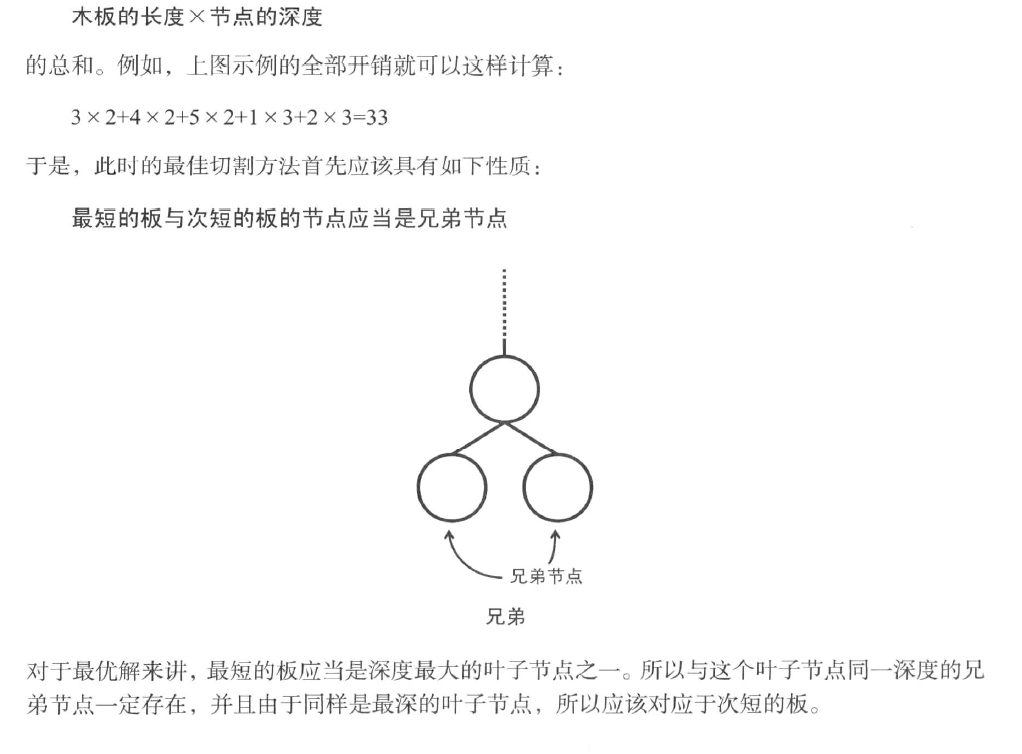 木板的长度×节点的深度
的总和。例如，上图示例的全部开销就可以这样计算：
3×2+4×2+5×2+1×3+2×3=33
于是，此时的最佳切割方法首先应该具有如下性质：
最短的板与次短的板的节点应当是兄弟节点
兄弟节点
兄弟
对于最优解来讲，最短的板应当是深度最大的叶子节点之一。所以与这个叶子节点同一深度的兄
弟节点一定存在，并且由于同样是最深的叶子节点，所以应该对应于次短的板。